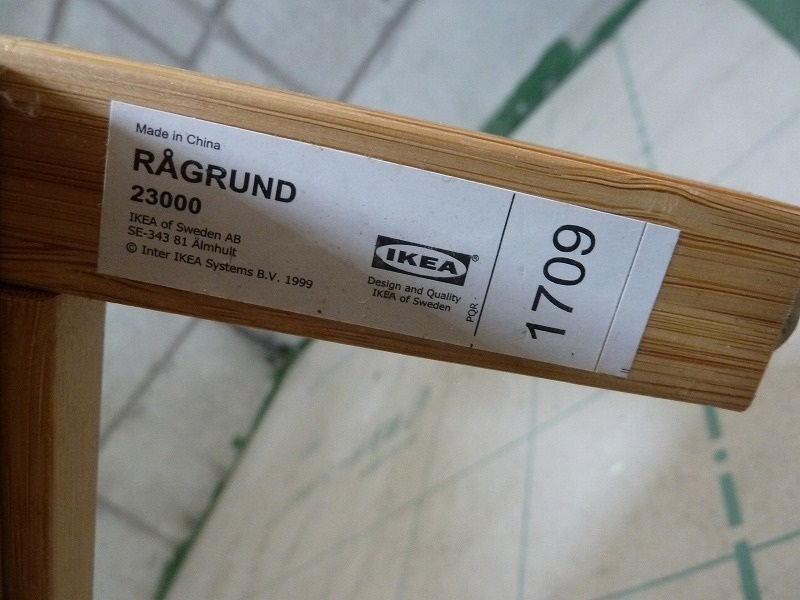 Made in China
RÅGRUND
23000
IKEA of Sweden AB
SE-343 81 Älmhult
© Inter IKEA Systems B.V. 1999
IKEA®
Design and Quality
IKEA of Sweden
PQR
1709